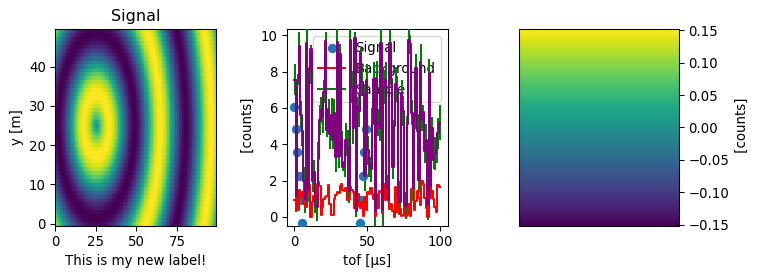 Signal
y [m]
40
30
20
10
0
0 25 50 75
This is my new label!
[counts]
10
8
6
4
2
0
0 50 100
tof [µs]
Signal
Background
Sample
0.15
0.10
0.05
0.00
−0.05
−0.10
−0.15
[counts]